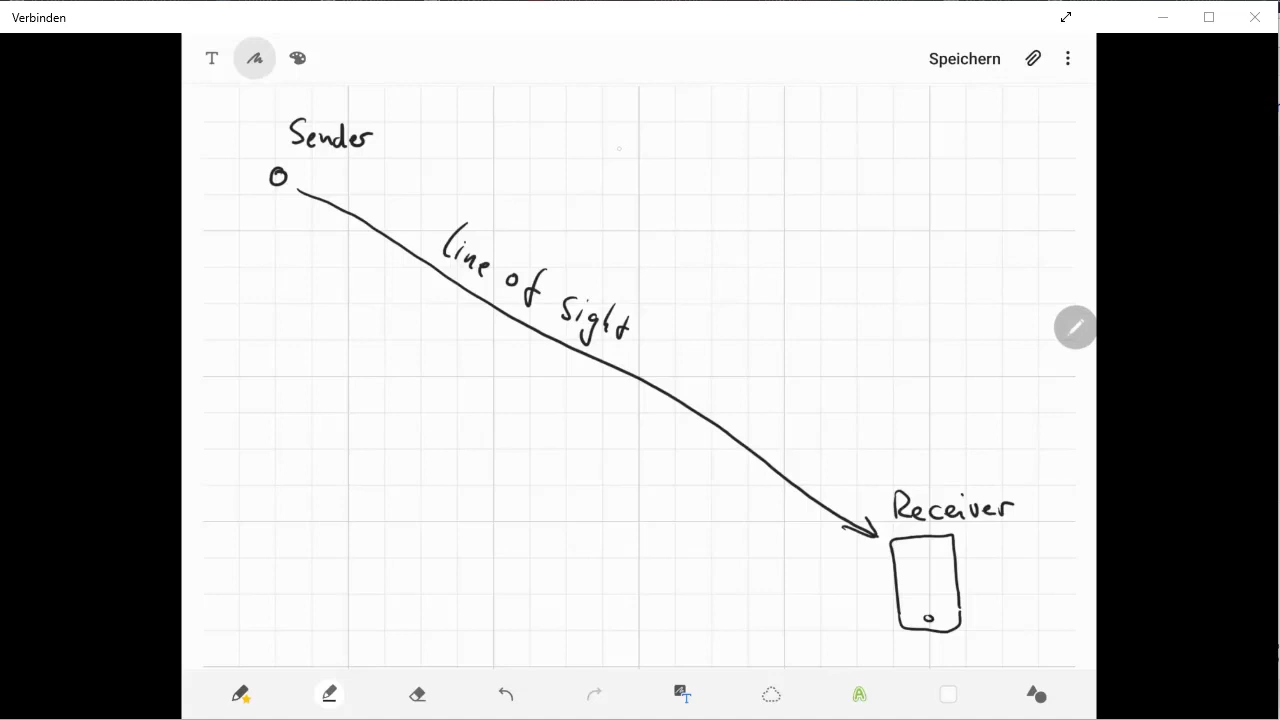 Verbinden
T
Speichern
Sender
Line of sight
Receiver